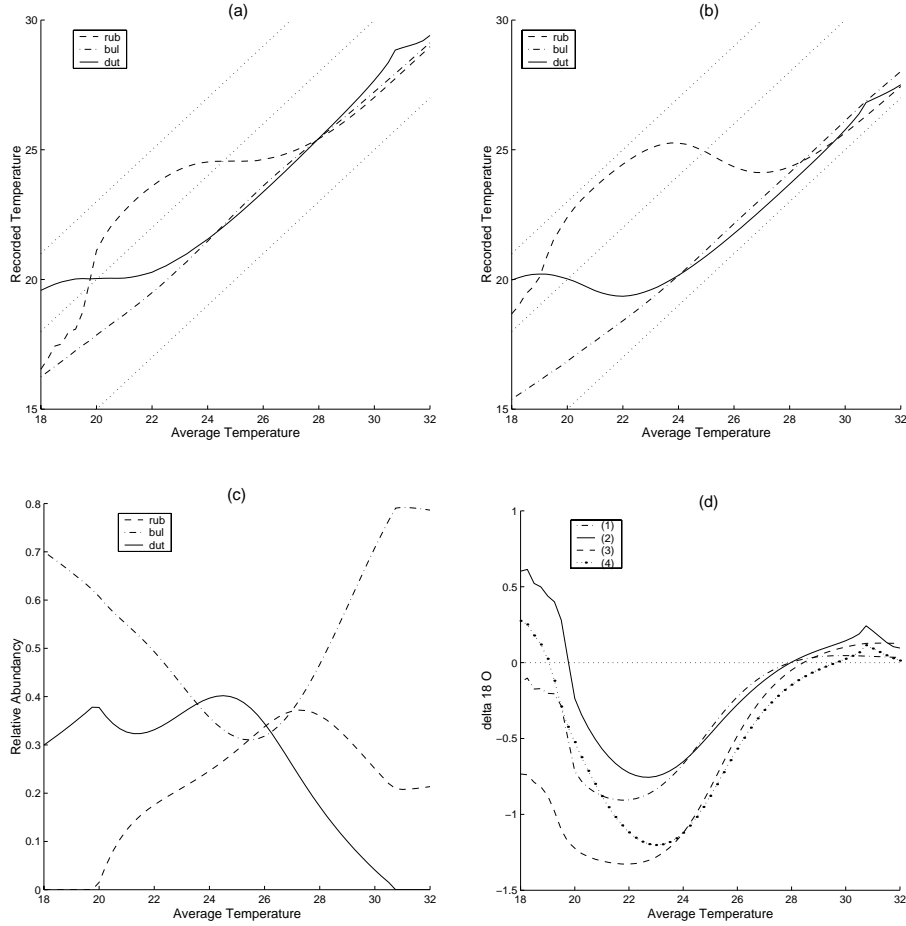 (a)
30
25
20
15
Recorded Temperature
rub
bul
dut
18 20 22 24 26 28 30 32
Average Temperature
(b)
30
25
20
15
Recorded Temperature
rub
bul
dut
18 20 22 24 26 28 30 32
Average Temperature
(c)
0.8
0.7
0.6
0.5
0.4
0.3
0.2
0.1
0
Relative Abundancy
rub
bul
dut
18 20 22 24 26 28 30 32
Average Temperature
(d)
1
0.5
0
−0.5
−1
−1.5
delta 18 O
(1)
(2)
(3)
(4)
18 20 22 24 26 28 30 32
Average Temperature